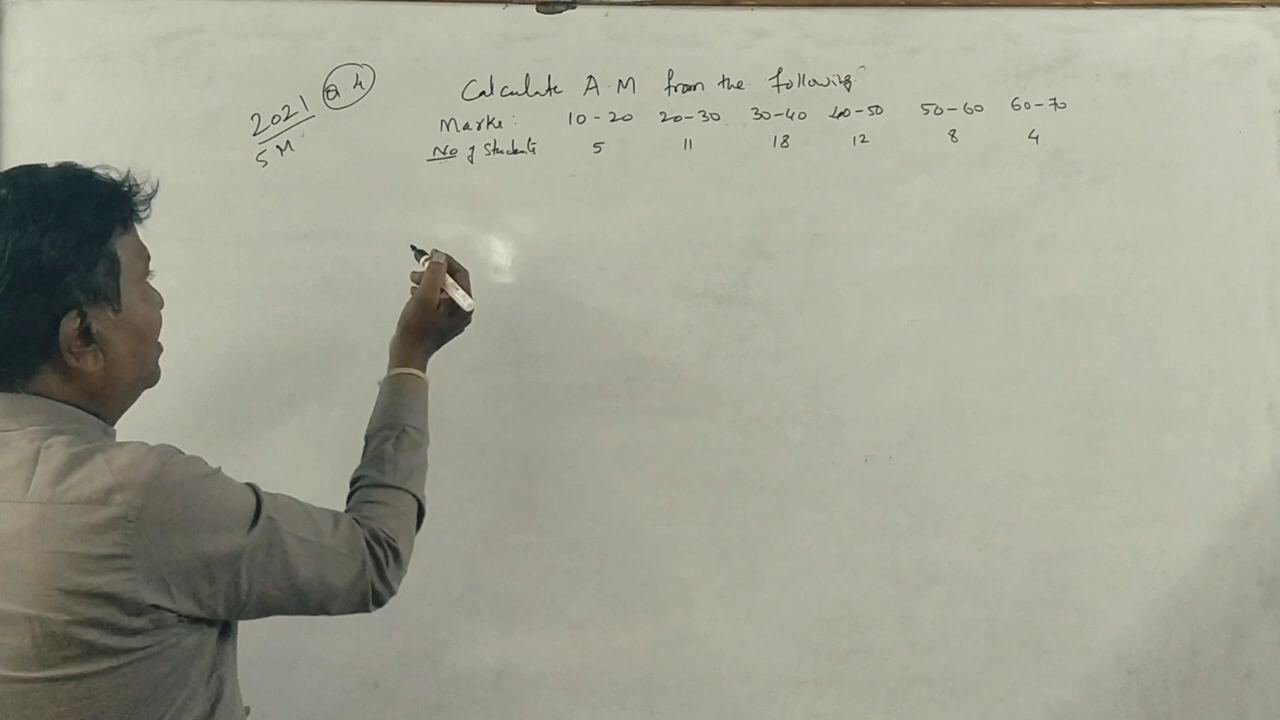 2021 Q 4
5 M
Calculate A.M from the following
Marks: 10-20 20-30 30-40 40-50 50-60 60-70
No of Students 5 11 18 12 8 4